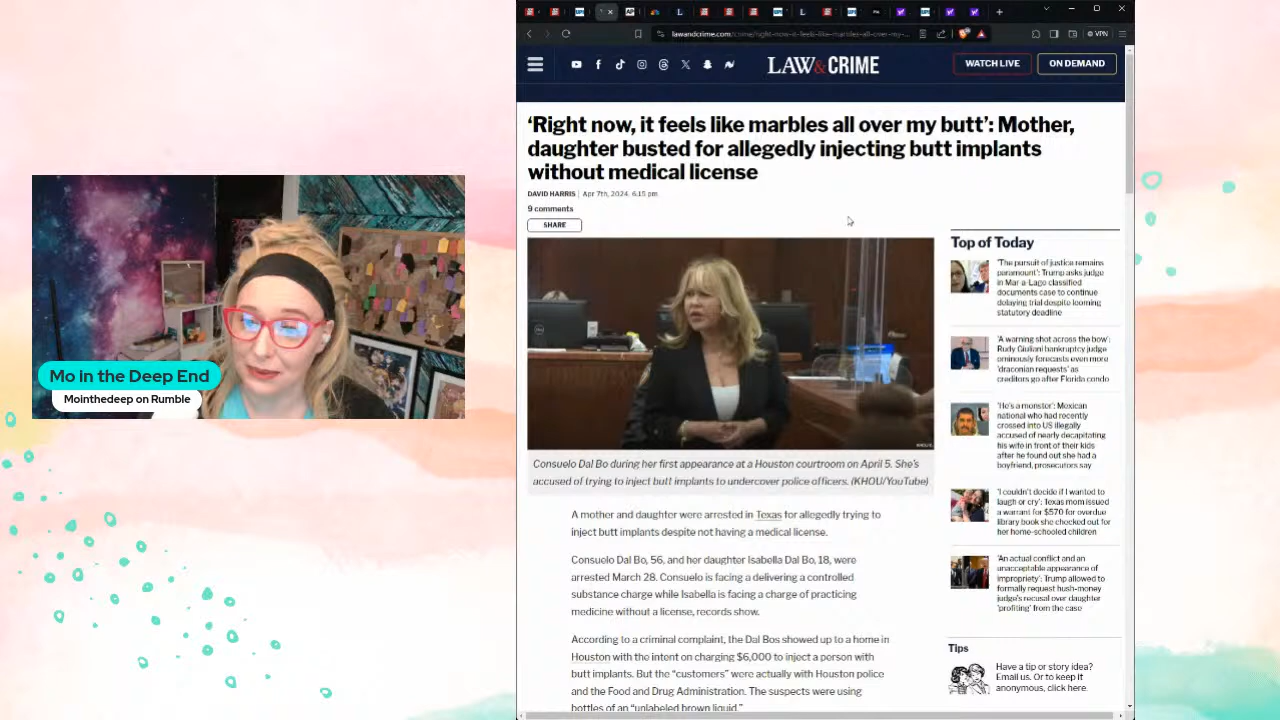 Mo in the Deep End
Mointhedeep on Rumble
VPN
LAW&CRIME
WATCH LIVE
ON DEMAND
‘Right now, it feels like marbles all over my butt’: Mother,
daughter busted for allegedly injecting butt implants
without medical license
DAVID HARRIS | Apr 7th, 2024, 6:15 pm
9 comments
SHARE
KHOU
Consuelo Dal Bo during her first appearance at a Houston courtroom on April 5. She's
accused of trying to inject butt implants to undercover police officers. (KHOU/YouTube)
A mother and daughter were arrested in Texas for allegedly trying to
inject butt implants despite not having a medical license.
Consuelo Dal Bo, 56, and her daughter Isabella Dal Bo, 18, were
arrested March 28. Consuelo is facing a delivering a controlled
substance charge while Isabella is facing a charge of practicing
medicine without a license, records show.
According to a criminal complaint, the Dal Bos showed up to a home in
Houston with the intent on charging $6,000 to inject a person with
butt implants. But the “customers” were actually with Houston police
and the Food and Drug Administration. The suspects were using
bottles of an “unlabeled brown liquid.”
Top of Today
'The pursuit of justice remains
paramount': Trump asks judge
in Mar-a-Lago classified
documents case to continue
delaying trial despite looming
statutory deadline
'A warning shot across the bow':
Rudy Giuliani bankruptcy judge
ominously forecasts even more
'draconian requests' as
creditors go after Florida condo
'He's a monster': Mexican
national who had recently
crossed into US illegally
accused of nearly decapitating
his wife in front of their kids
after he found out she had a
boyfriend, prosecutors say
'I couldn't decide if I wanted to
laugh or cry': Texas mom issued
a warrant for $570 for overdue
library book she checked out for
her home-schooled children
'An actual conflict and an
unacceptable appearance of
impropriety': Trump allowed to
formally request hush-money
judge's recusal over daughter
'profiting' from the case
Tips
Have a tip or story idea?
Email us. Or to keep it
anonymous, click here.